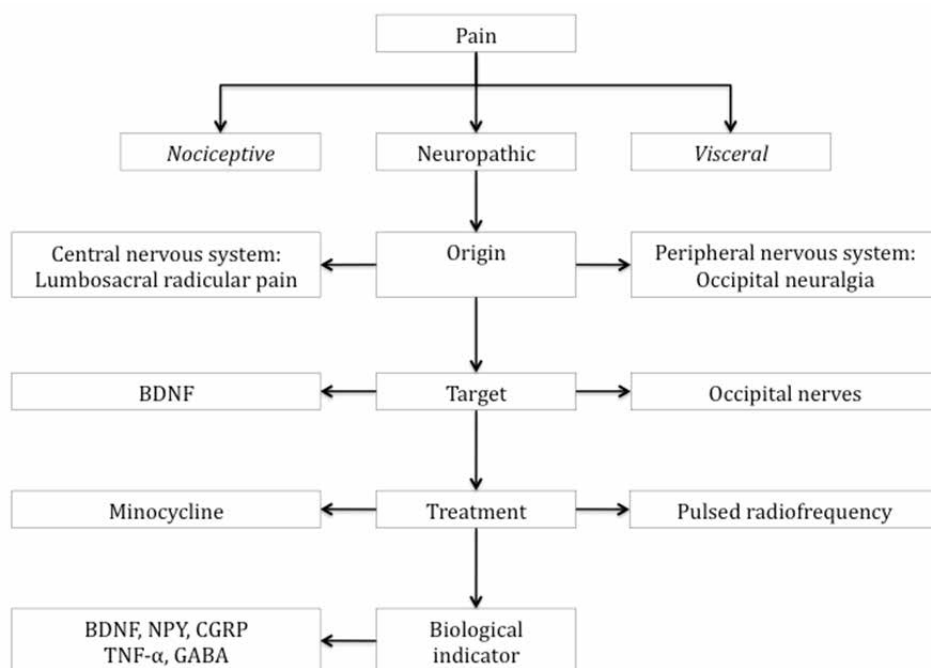 Pain
Nociceptive
Neuropathic
Visceral
Central nervous system:
Lumbosacral radicular pain
Origin
Peripheral nervous system:
Occipital neuralgia
BDNF
Target
Occipital nerves
Minocycline
Treatment
Pulsed radiofrequency
BDNF, NPY, CGRP
TNF-α, GABA
Biological
indicator